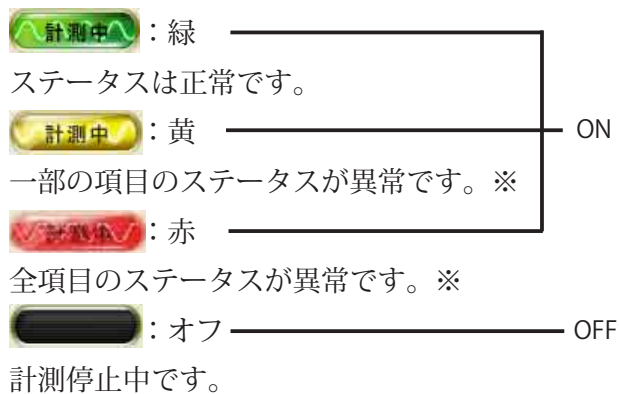 計測中：緑
ステータスは正常です。
計測中：黄 ON
一部の項目のステータスが異常です。※
計測中：赤
全項目のステータスが異常です。※
：オフ OFF
計測停止中です。